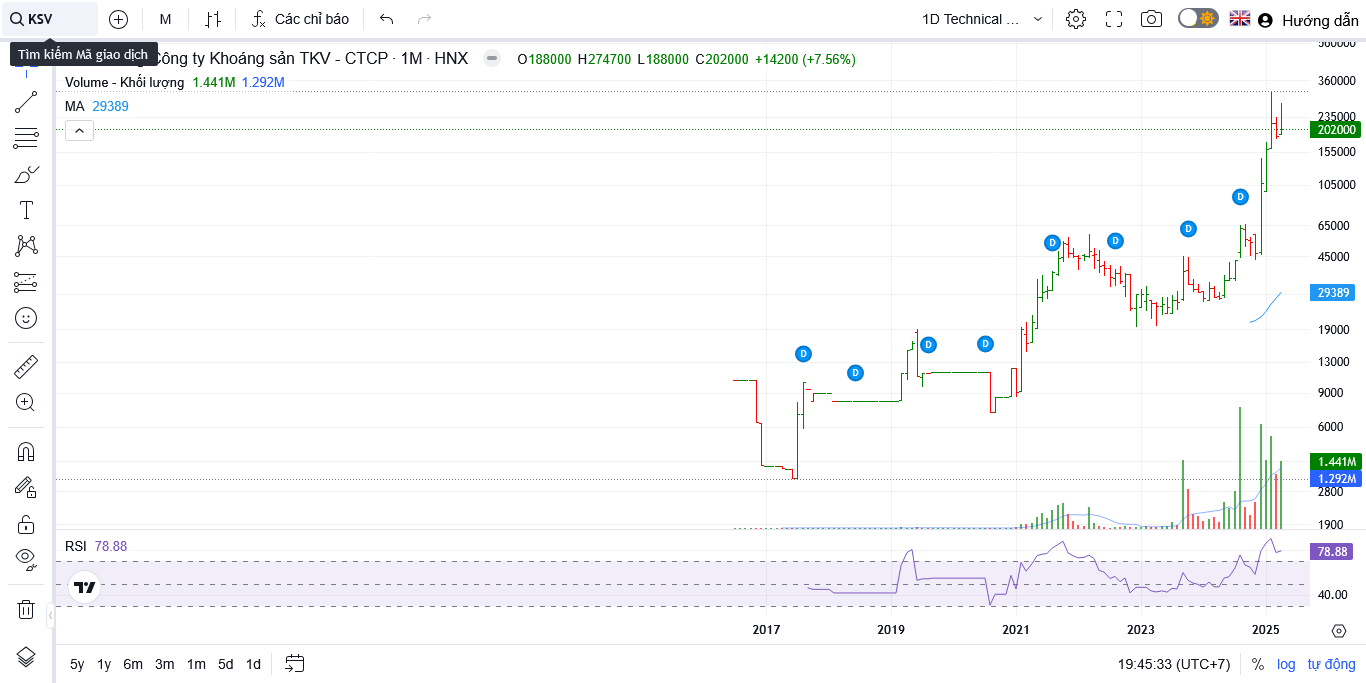 KSV M Các chỉ báo 1D Technical ... Hướng dẫn
Tìm kiếm Mã giao dịch
Công ty Khoáng sản TKV - CTCP · 1M · HNX O188000 H274700 L188000 C202000 +14200 (+7.56%)
Volume - Khối lượng 1.441M 1.292M
MA 29389
360000
235000
202000
155000
105000
D
65000
D D D
45000
29389
19000
D D D
13000
D
9000
6000
1.441M
1.292M
2800
1900
RSI 78.88
78.88
40.00
2017 2019 2021 2023 2025
5y 1y 6m 3m 1m 5d 1d 19:45:33 (UTC+7) % log tự động